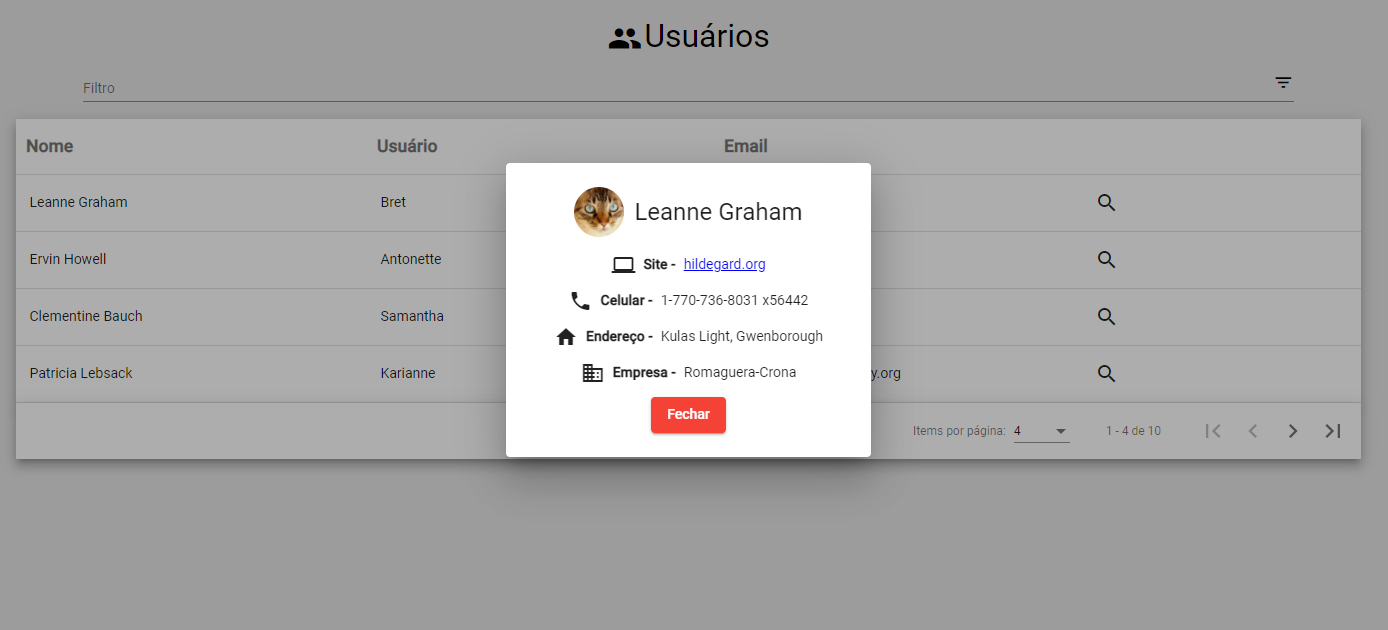 Usuários
Filtro
Nome Usuário Email
Leanne Graham Bret
Ervin Howell Antonette
Clementine Bauch Samantha
Patricia Lebsack Karianne y.org
Leanne Graham
Site - hildegard.org
Celular - 1-770-736-8031 x56442
Endereço - Kulas Light, Gwenborough
Empresa - Romaguera-Crona
Fechar
Items por página: 4 1 - 4 de 10